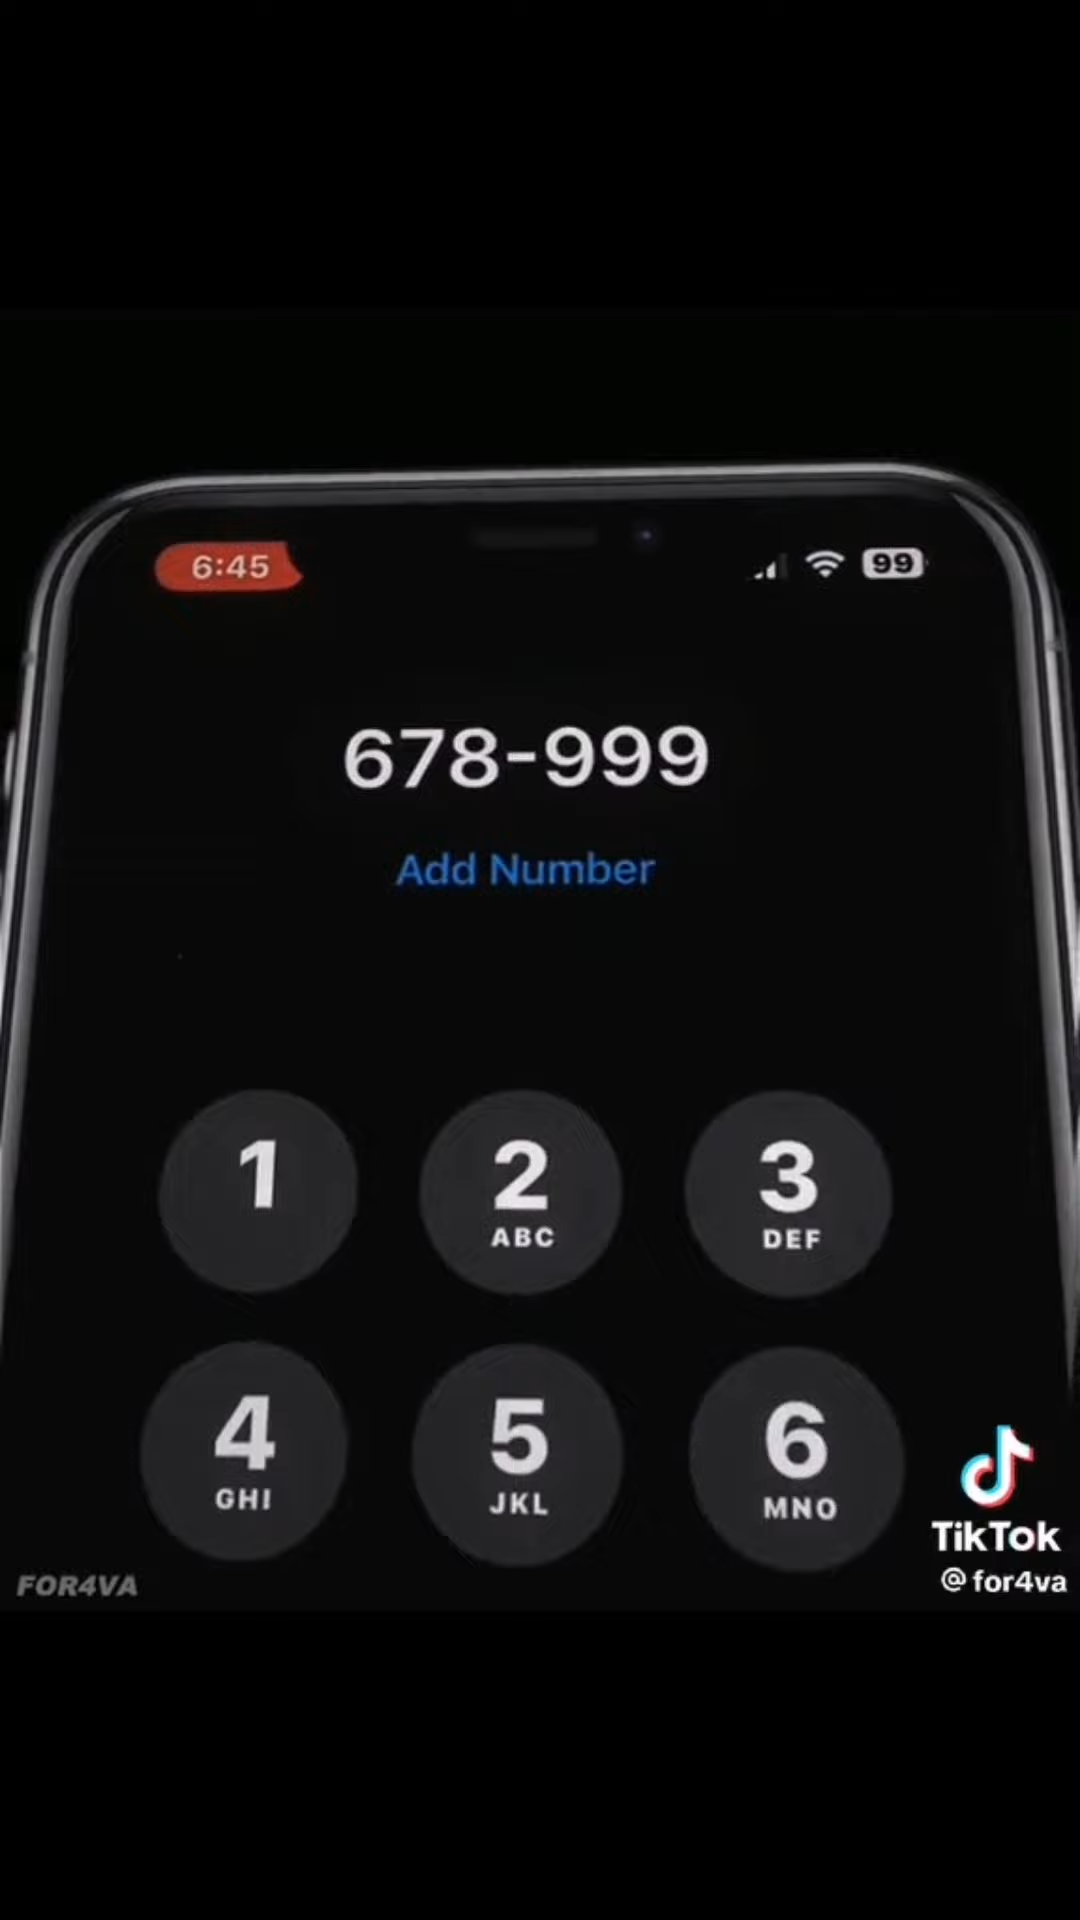 6:45
99
678-999
Add Number
1
2
3
ABC
DEF
4
5
6
GHI
JKL
MNO
TikTok
@for4va
FOR4VA